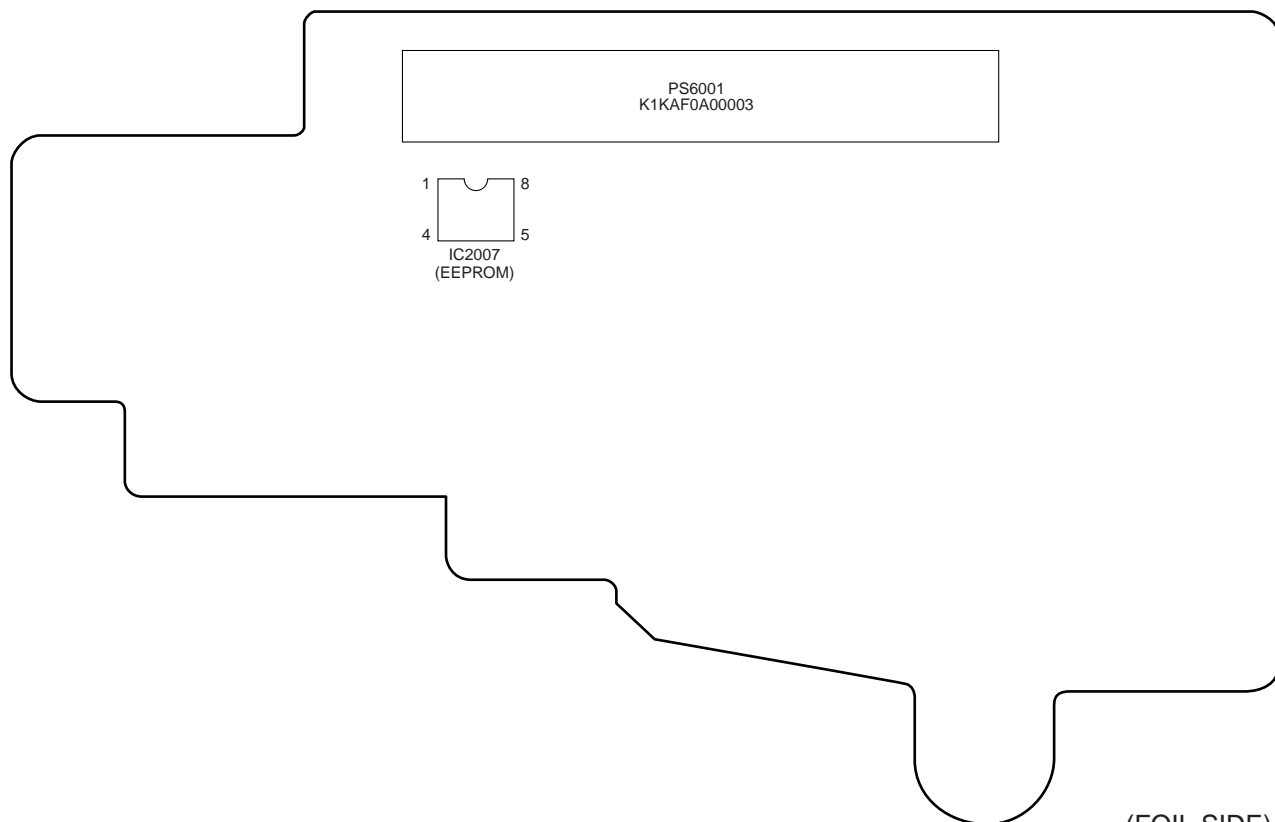 PS6001
K1KAF0A00003
1 8
4 5
IC2007
(EEPROM)
(FOIL SIDE)